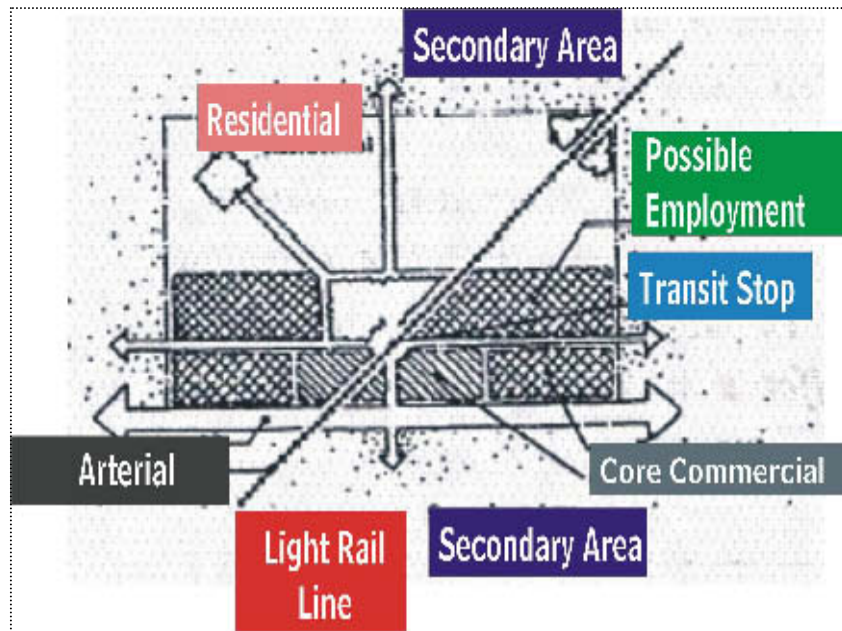 Secondary Area
Residential
Possible
Employment
Transit Stop
Arterial
Core Commercial
Light Rail
Line
Secondary Area